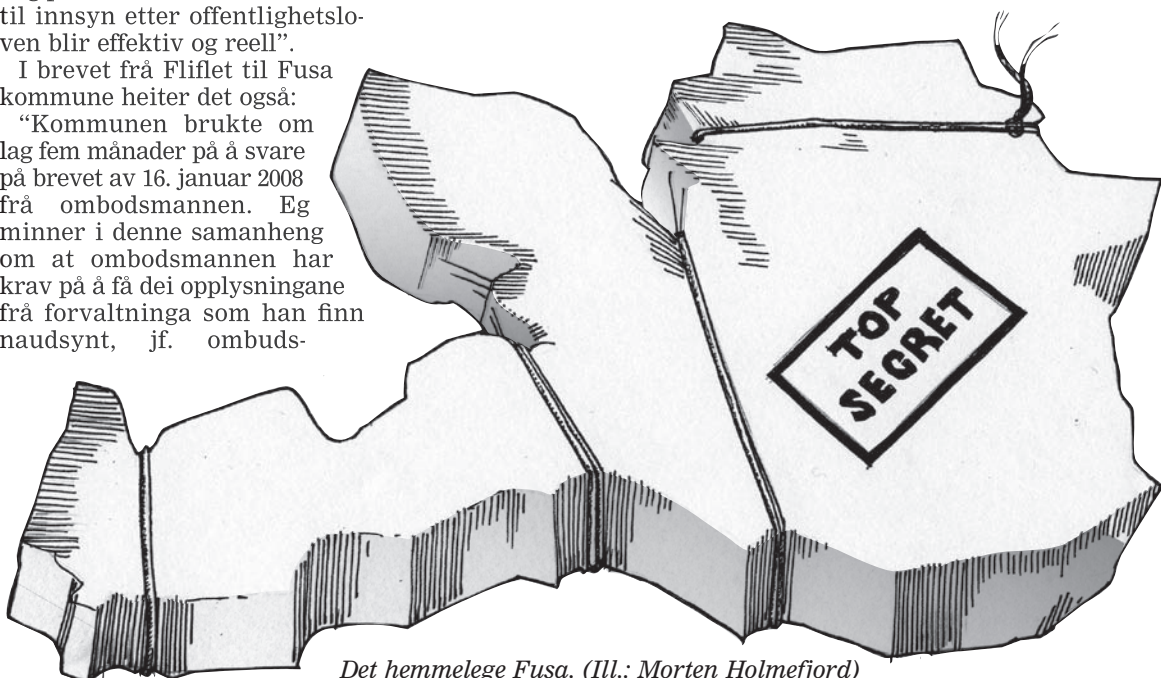 til innsyn etter offentlighetslo-
ven blir effektiv og reell”.
I brevet frå Fliflet til Fusa
kommune heiter det også:
“Kommunen brukte om
lag fem månader på å svare
på brevet av 16. januar 2008
frå ombodsmannen. Eg
minner i denne samanheng
om at ombodsmannen har
krav på å få dei opplysningane
frå forvaltninga som han finn
naudsynt, jf. ombuds-
TOP
SEGRET
Det hemmelege Fusa. (Ill.: Morten Holmefjord)